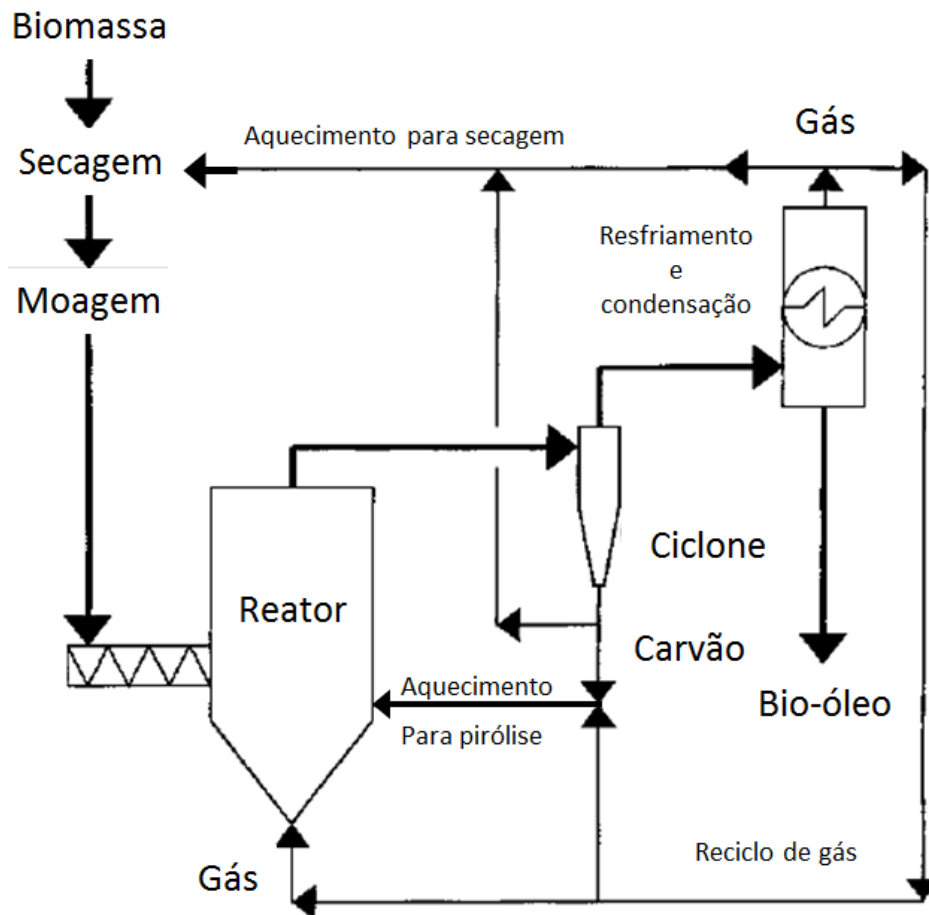 Biomassa
Aquecimento para secagem
Gás
Secagem
Resfriamento
e
condensação
Moagem
Ciclone
Reator
Carvão
Aquecimento
Para pirólise
Bio-óleo
Reciclo de gás
Gás